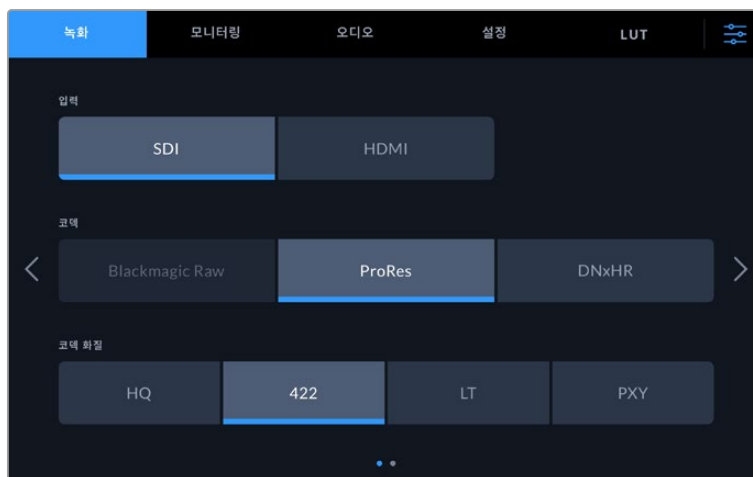 녹화 모니터링 오디오 설정 LUT
입력
SDI HDMI
코덱
Blackmagic Raw ProRes DNxHR
코덱 화질
HQ 422 LT PXY